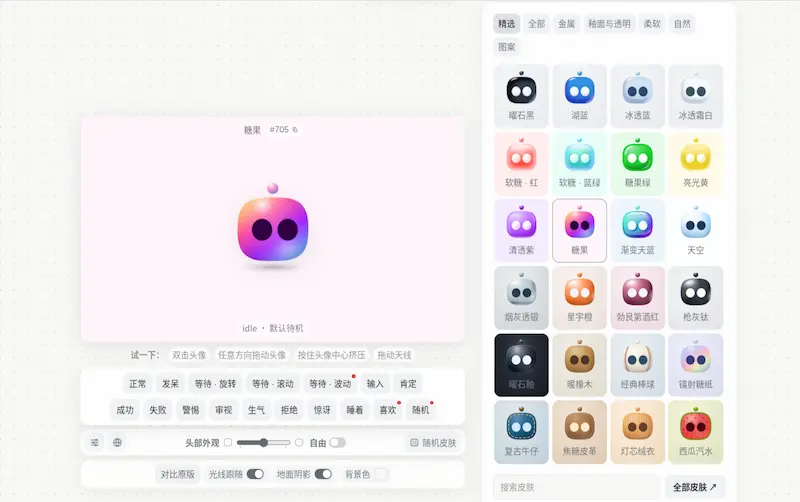 糖果 #705
idle · 默认待机
试一下： 双击头像 任意方向拖动头像 按住头像中心挤压 拖动天线
正常 发呆 等待 · 旋转 等待 · 滚动 等待 · 波动 输入 肯定
成功 失败 警惕 审视 生气 拒绝 惊讶 睡着 喜欢 随机
头部外观 自由 随机皮肤
对比原版 光线跟随 地面阴影 背景色
精选 全部 金属 釉面与透明 柔软 自然
图案
曜石黑 湖蓝 冰透蓝 冰透霜白
软糖 · 红 软糖 · 蓝绿 糖果绿 亮光黄
清透紫 糖果 渐变天蓝 天空
烟灰透银 星宇橙 勃艮第酒红 枪灰钛
曜石釉 暖橡木 经典棒球 镭射糖纸
复古牛仔 焦糖皮革 灯芯绒衣 西瓜汽水
搜索皮肤 全部皮肤 ↗